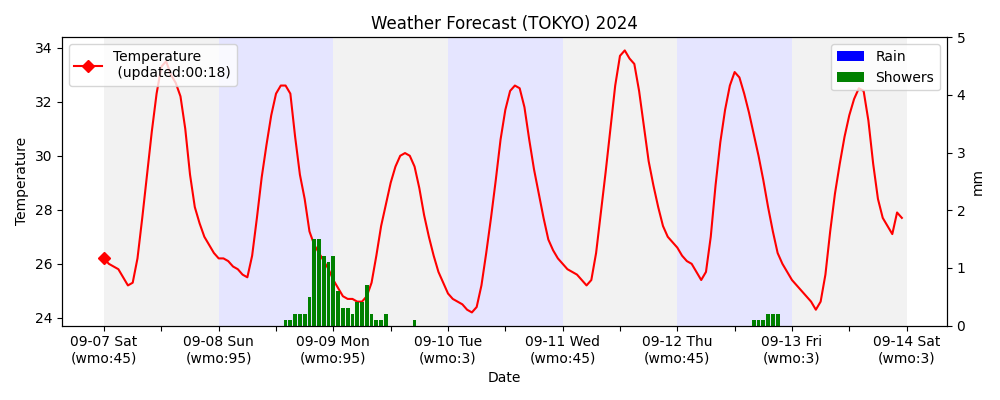 Weather Forecast (TOKYO) 2024
Temperature
(updated:00:18)
Rain
Showers
34
32
30
28
26
24
Temperature
5
4
3
2
1
0
mm
09-07 Sat
(wmo:45)
09-08 Sun
(wmo:95)
09-09 Mon
(wmo:95)
09-10 Tue
(wmo:3)
09-11 Wed
(wmo:45)
09-12 Thu
(wmo:45)
09-13 Fri
(wmo:3)
09-14 Sat
(wmo:3)
Date